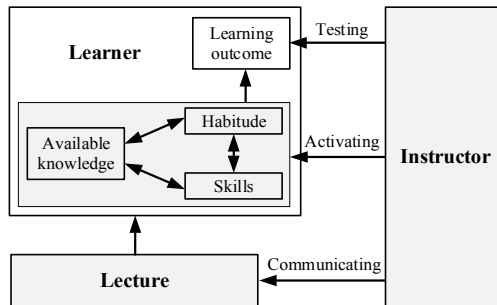 Learning
outcome
Testing
Learner
Habitude
Available
knowledge
Activating
Instructor
Skills
Communicating
Lecture